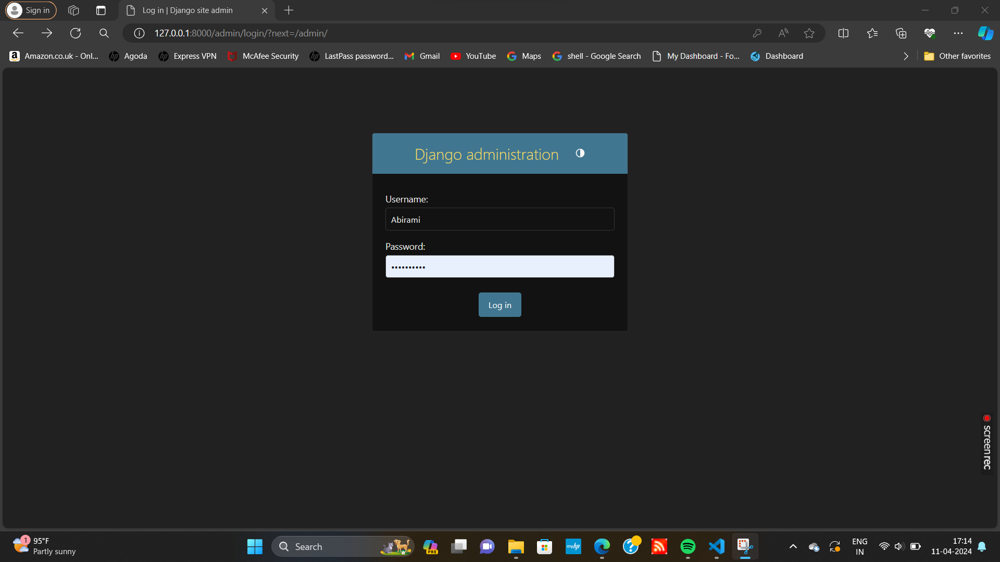 Sign in
Log in | Django site admin
127.0.0.1:8000/admin/login/?next=/admin/
Amazon.co.uk - Onl...
Agoda
Express VPN
McAfee Security
LastPass password...
Gmail
YouTube
Maps
shell - Google Search
My Dashboard - Fo...
Dashboard
Other favorites
Django administration
Username:
Abirami
Password:
••••••••••
Log in
screenrec
1
95°F
Partly sunny
Search
PRE
myhp
ENG
IN
17:14
11-04-2024